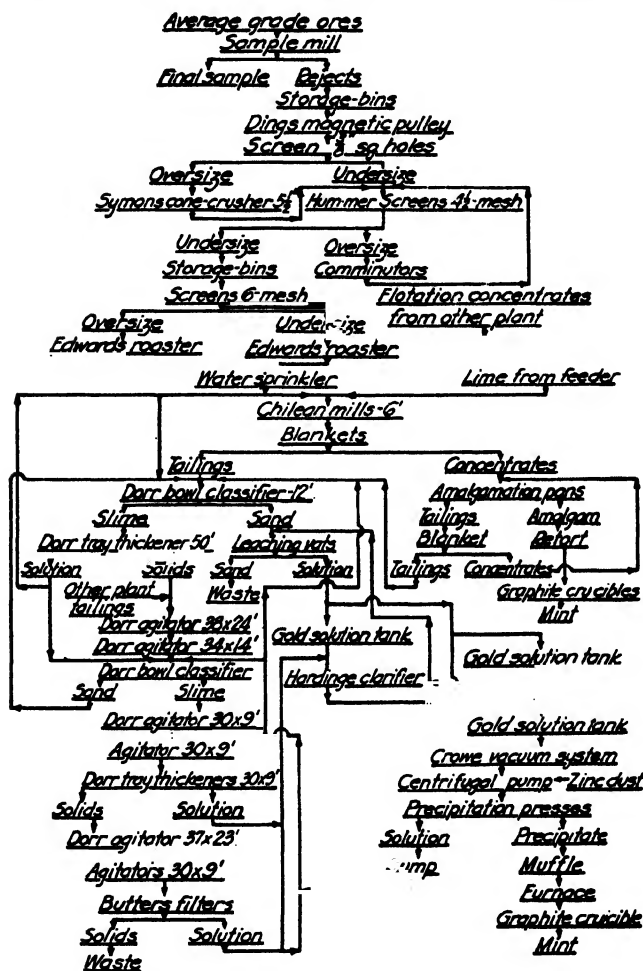 Average grade ores
Sample mill
Final sample Rejects
Storage-bins
Dings magnetic pulley
Screen sq holes
Oversize Undersize
Symons cone-crusher 5½' Hum-mer Screens 4½-mesh
Undersize Oversize
Storage-bins Comminutors
Screens 6-mesh Flotation concentrates
Oversize Undersize from other plant
Edwards roaster Edwards roaster
Water sprinkler Lime from feeder
Chilean mills-6'
Blankets
Tailings Concentrates
Dorr bowl classifier-12' Amalgamation pans
Slime Sand Tailings Amalgam
Dorr tray thickener 50' Leaching vats Blanket Retort
Solution Solids Sand Solution Tailings Concentrates
Other plant Waste Graphite crucibles
tailings Mint
Dorr agitator 38x24'
Dorr agitator 34x14' Gold solution tank Gold solution tank
Dorr bowl classifier Hardinge clarifier
Sand Slime
Dorr agitator 30x9' Gold solution tank
Agitator 30x9' Crowe vacuum system
Dorr tray thickeners 30x9' Centrifugal pump Zinc dust
Solids Solution Precipitation presses
Dorr agitator 37x23' Solution Precipitate
Agitators 30x9' Muffle
Butters filters Furnace
Solids Solution Graphite cruicible
Waste Mint